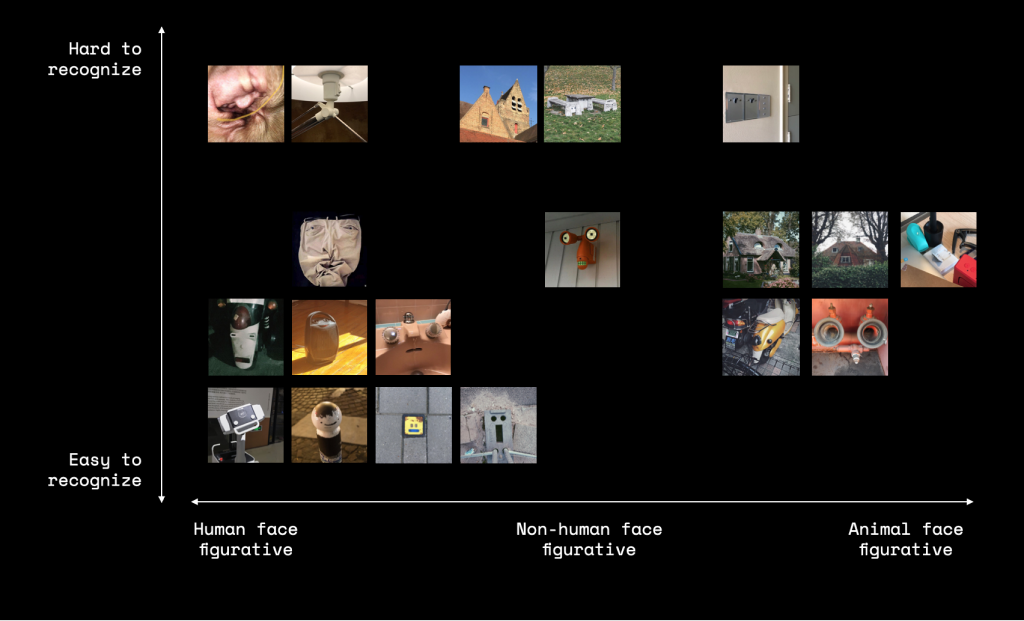 Hard to
recognize
Easy to
recognize
Human face
figurative
Non-human face
figurative
Animal face
figurative